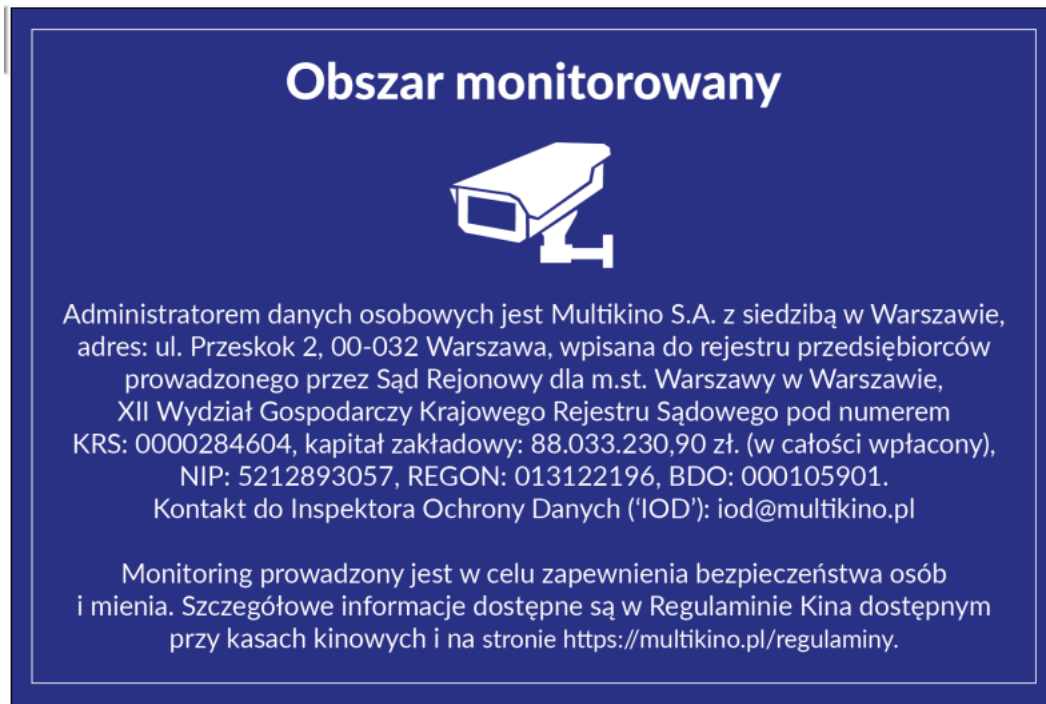 Obszar monitorowany
Administratorem danych osobowych jest Multikino S.A. z siedzibą w Warszawie,
adres: ul. Przeskok 2, 00-032 Warszawa, wpisana do rejestru przedsiębiorców
prowadzonego przez Sąd Rejonowy dla m.st. Warszawy w Warszawie,
XII Wydział Gospodarczy Krajowego Rejestru Sądowego pod numerem
KRS: 0000284604, kapitał zakładowy: 88.033.230,90 zł. (w całości wpłacony),
NIP: 5212893057, REGON: 013122196, BDO: 000105901.
Kontakt do Inspektora Ochrony Danych (‘IOD’): iod@multikino.pl
Monitoring prowadzony jest w celu zapewnienia bezpieczeństwa osób
i mienia. Szczegółowe informacje dostępne są w Regulaminie Kina dostępnym
przy kasach kinowych i na stronie https://multikino.pl/regulaminy.